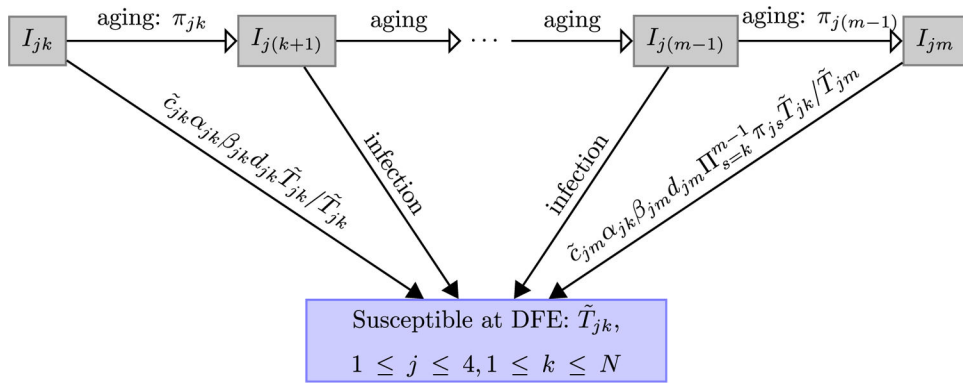 aging: π_{jk}
aging
aging
aging: π_{j(m−1)}
I_{jk}
I_{j(k+1)}
···
I_{j(m−1)}
I_{jm}
c̃_{jk}α_{jk}β_{jk}d_{jk}T̃_{jk}/T̃_{jk}
infection
infection
c̃_{jm}α_{jk}β_{jm}d_{jm}Π_{s=k}^{m−1}π_{js}T̃_{jk}/T̃_{jm}
Susceptible at DFE: T̃_{jk},
1 ≤ j ≤ 4, 1 ≤ k ≤ N